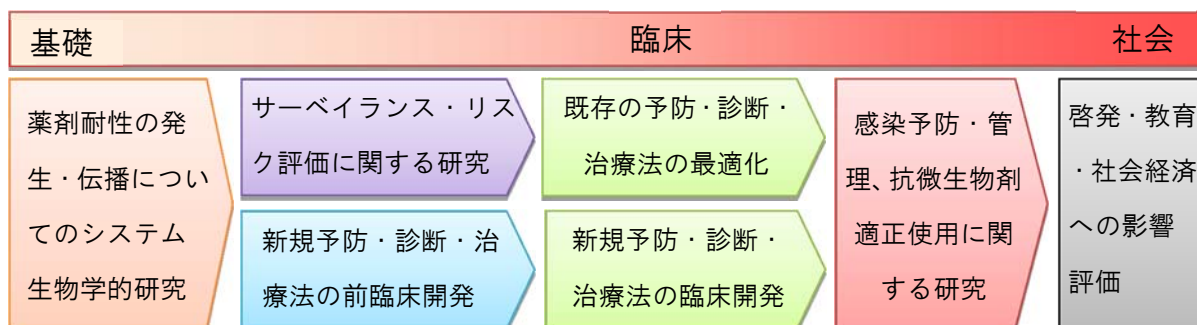 基礎
臨床
社会
薬剤耐性の発
生・伝播につい
てのシステム
生物学的研究
サーベイランス・リス
ク評価に関する研究
新規予防・診断・治
療法の前臨床開発
既存の予防・診断・
治療法の最適化
新規予防・診断・
治療法の臨床開発
感染予防・管
理、抗微生物剤
適正使用に関
する研究
啓発・教育
・社会経済
への影響
評価